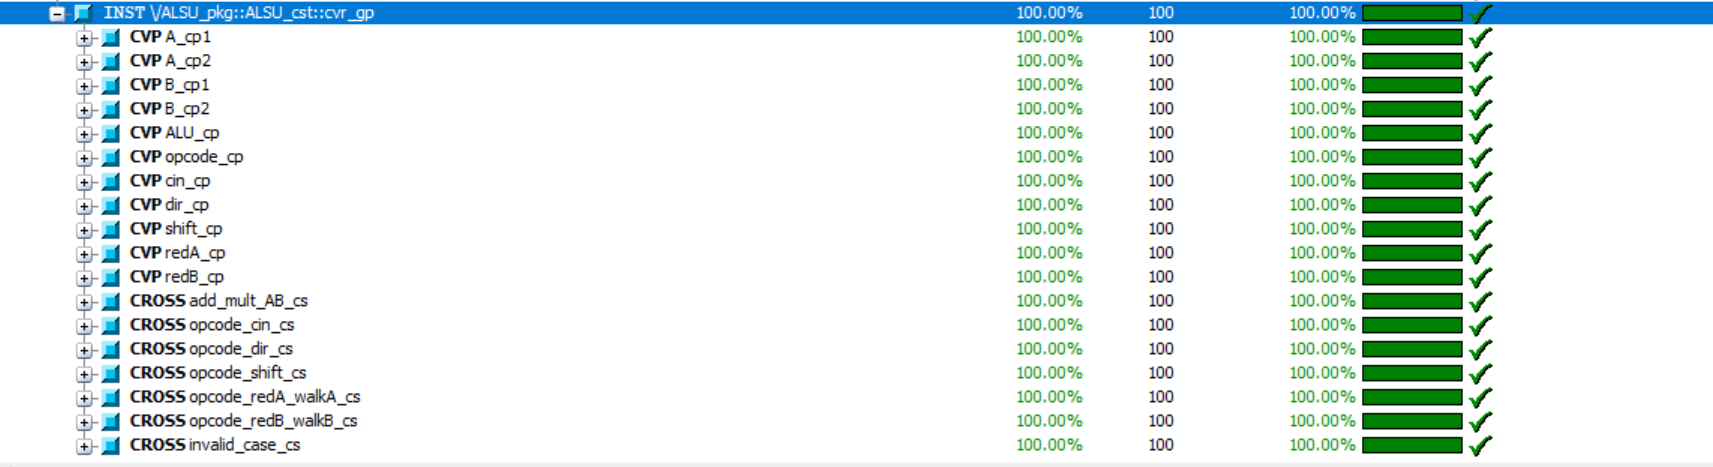 INST \/ALSU_pkg::ALSU_cst::cvr_gp 100.00% 100 100.00%
CVP A_cp1 100.00% 100 100.00%
CVP A_cp2 100.00% 100 100.00%
CVP B_cp1 100.00% 100 100.00%
CVP B_cp2 100.00% 100 100.00%
CVP ALU_cp 100.00% 100 100.00%
CVP opcode_cp 100.00% 100 100.00%
CVP cin_cp 100.00% 100 100.00%
CVP dir_cp 100.00% 100 100.00%
CVP shift_cp 100.00% 100 100.00%
CVP redA_cp 100.00% 100 100.00%
CVP redB_cp 100.00% 100 100.00%
CROSS add_mult_AB_cs 100.00% 100 100.00%
CROSS opcode_cin_cs 100.00% 100 100.00%
CROSS opcode_dir_cs 100.00% 100 100.00%
CROSS opcode_shift_cs 100.00% 100 100.00%
CROSS opcode_redA_walkA_cs 100.00% 100 100.00%
CROSS opcode_redB_walkB_cs 100.00% 100 100.00%
CROSS invalid_case_cs 100.00% 100 100.00%